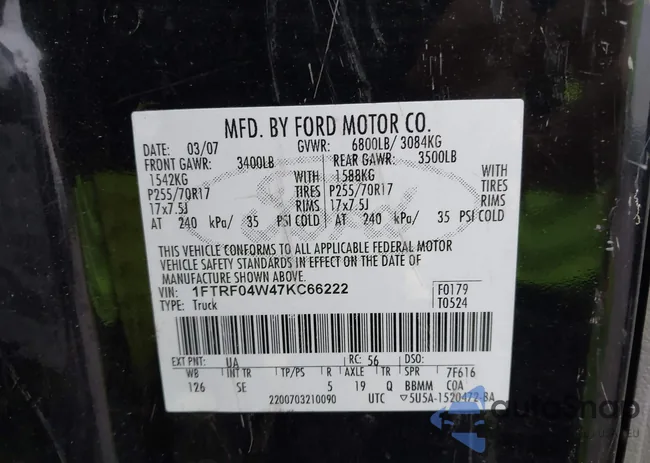 MFD. BY FORD MOTOR CO.
DATE: 03/07 GVWR: 6800LB/ 3084KG
FRONT GAWR: 3400LB REAR GAWR: 3500LB
1542KG WITH 1588KG WITH
P255/70R17 TIRES P255/70R17 TIRES
17x7.5J RIMS 17x7.5J RIMS
AT 240 kPa/ 35 PSI COLD AT 240 kPa/ 35 PSI COLD
THIS VEHICLE CONFORMS TO ALL APPLICABLE FEDERAL MOTOR
VEHICLE SAFETY STANDARDS IN EFFECT ON THE DATE OF
MANUFACTURE SHOWN ABOVE.
VIN: 1FTRF04W47KC66222 F0179
TYPE: Truck T0524
EXT PNT: UA RC: 56 DSO:
WB INT TR TP/PS R AXLE TR SPR 7F616
126 SE 5 19 Q BBMM COA
2200703210090 UTC 5U5A-1520472-BA
autoSnap